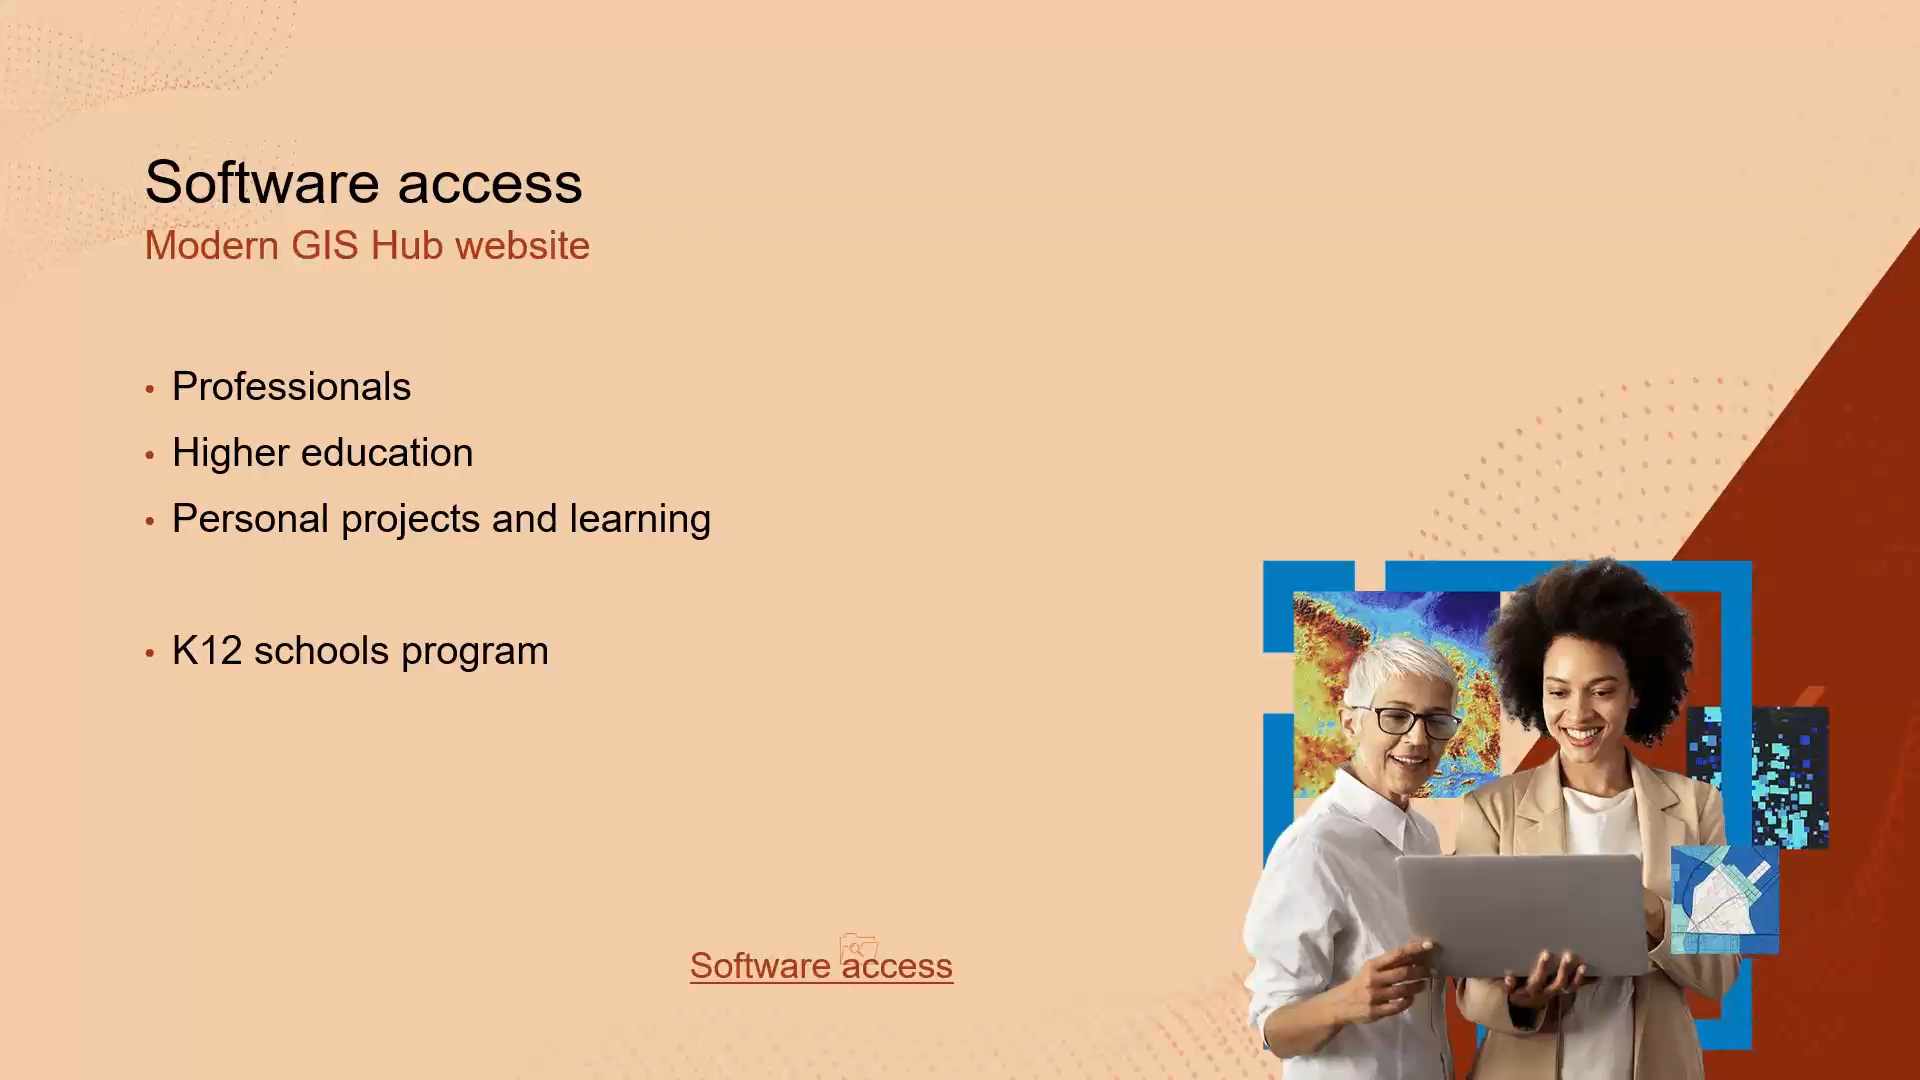 Software access
Modern GIS Hub website
• Professionals
• Higher education
• Personal projects and learning
• K12 schools program
Software access